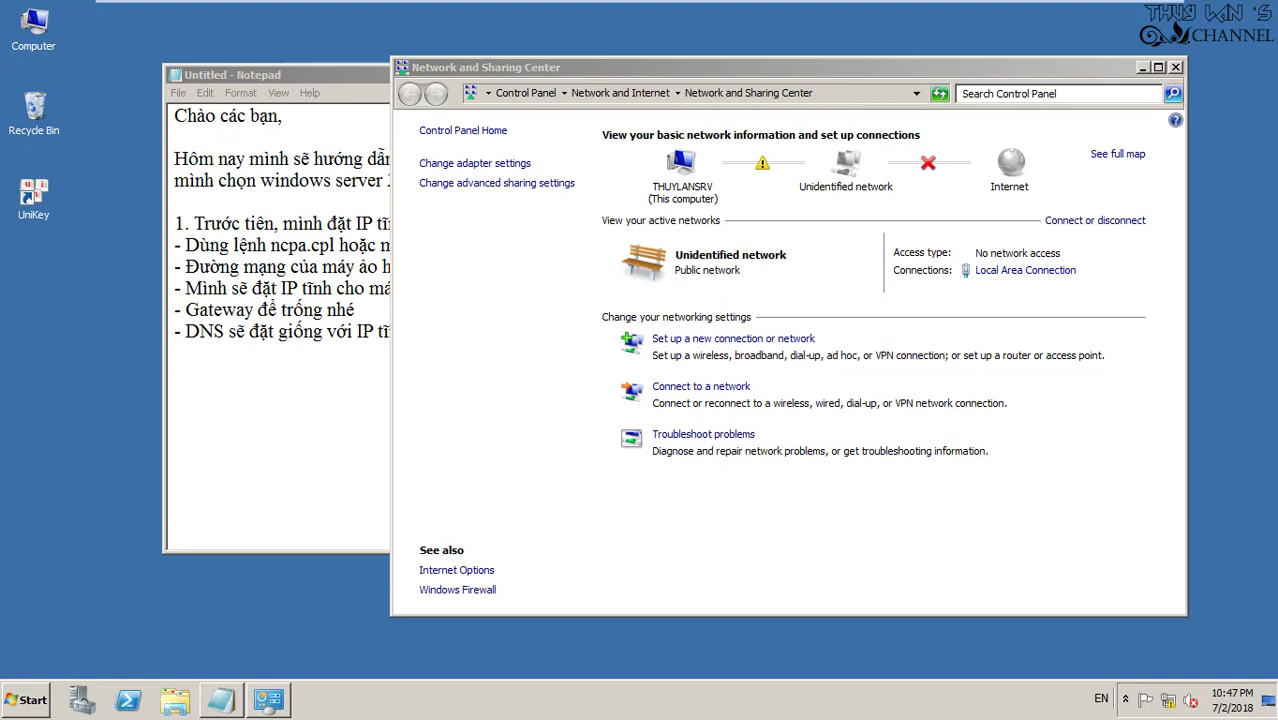 Computer
Recycle Bin
UniKey
THUY WIN 'S
CHANNEL
Untitled - Notepad
File Edit Format View Help
Chào các bạn,
Hôm nay mình sẽ hướng dẫn
mình chọn windows server
1. Trước tiên, mình đặt IP tĩ
- Dùng lệnh ncpa.cpl hoặc m
- Đường mạng của máy ảo h
- Mình sẽ đặt IP tĩnh cho má
- Gateway để trống nhé
- DNS sẽ đặt giống với IP tĩ
Network and Sharing Center
Control Panel Network and Internet Network and Sharing Center
Search Control Panel
Control Panel Home
Change adapter settings
Change advanced sharing settings
See also
Internet Options
Windows Firewall
View your basic network information and set up connections
See full map
THUYLANSRV
(This computer)
Unidentified network
Internet
View your active networks
Connect or disconnect
Unidentified network
Public network
Access type: No network access
Connections: Local Area Connection
Change your networking settings
Set up a new connection or network
Set up a wireless, broadband, dial-up, ad hoc, or VPN connection; or set up a router or access point.
Connect to a network
Connect or reconnect to a wireless, wired, dial-up, or VPN network connection.
Troubleshoot problems
Diagnose and repair network problems, or get troubleshooting information.
Start
EN
10:47 PM
7/2/2018